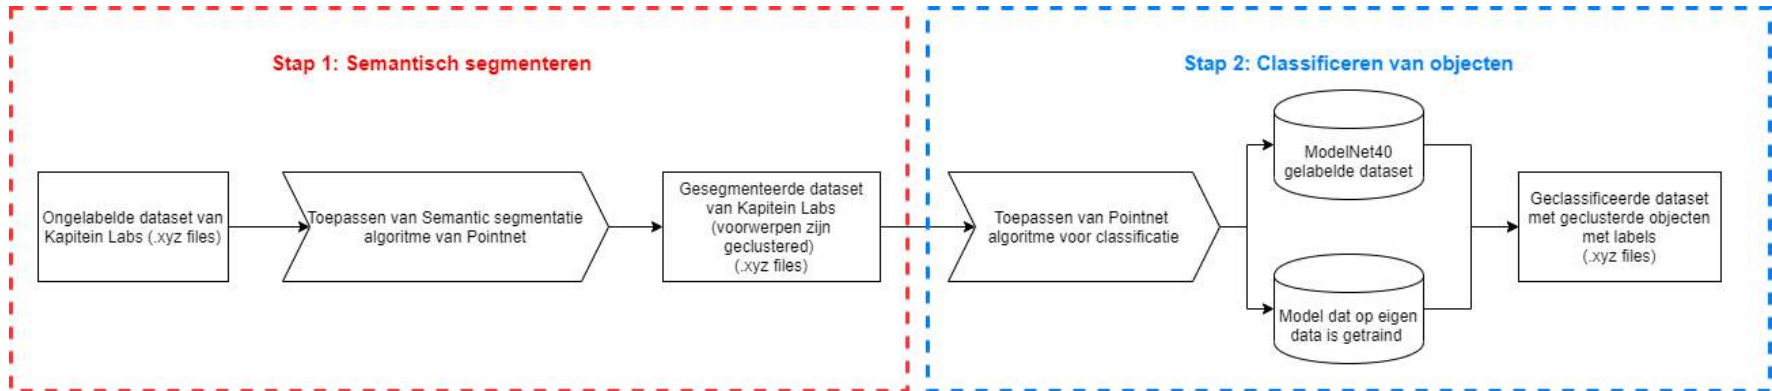 Stap 1: Semantisch segmenteren
Ongelabelde dataset van
Kapitein Labs (.xyz files)
Toepassen van Semantic segmentatie
algoritme van Pointnet
Gesegmenteerde dataset
van Kapitein Labs
(voorwerpen zijn
geclustered)
(.xyz files)
Stap 2: Classificeren van objecten
Toepassen van Pointnet
algoritme voor classificatie
ModelNet40
gelabelde dataset
Model dat op eigen
data is getraind
Geclassificeerde dataset
met geclusterde objecten
met labels
(.xyz files)